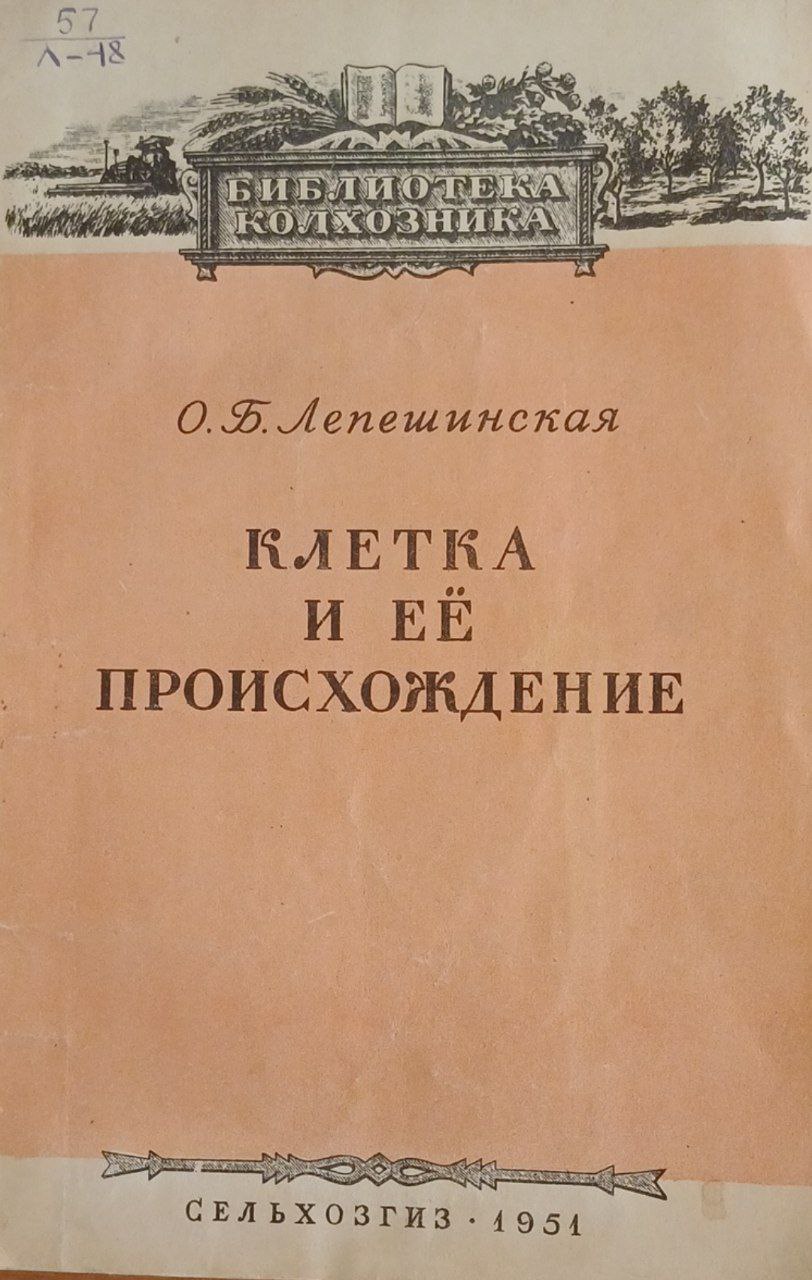 57
Л-48
БИБЛИОТЕКА
КОЛХОЗНИКА
О. Б. Лепешинская
КЛЕТКА
И ЕЁ
ПРОИСХОЖДЕНИЕ
СЕЛЬХОЗГИЗ · 1951